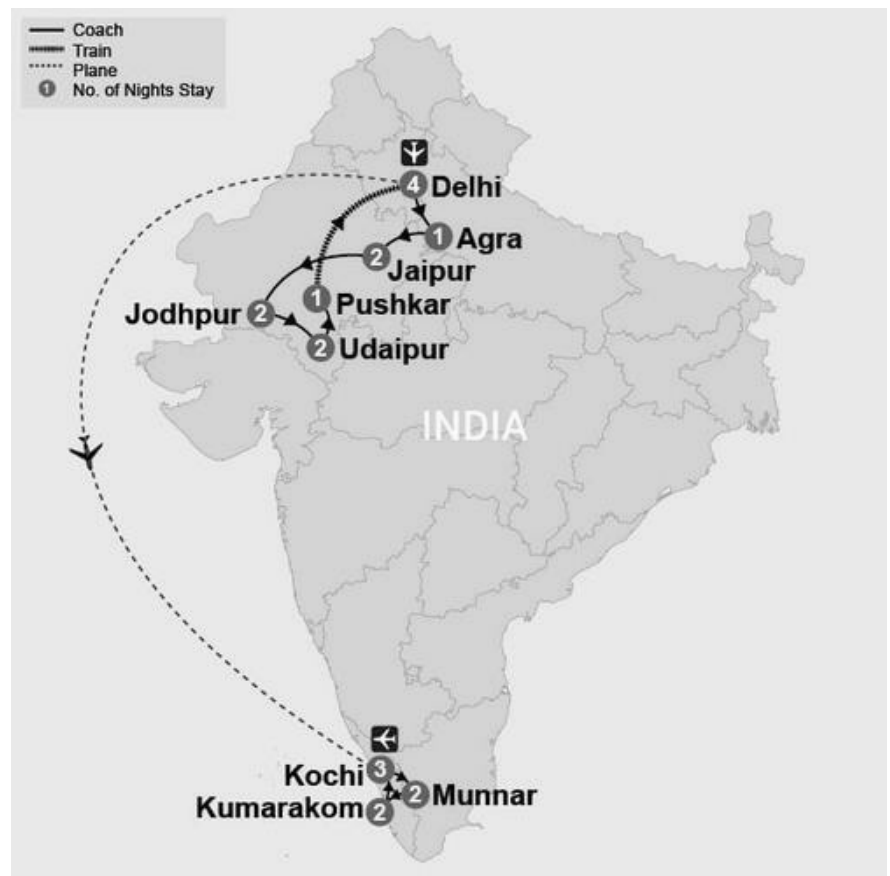 Coach
Train
Plane
1 No. of Nights Stay
4 Delhi
1 Agra
2 Jaipur
1 Pushkar
Jodhpur 2
2 Udaipur
INDIA
Kochi 3
2 Munnar
Kumarakom 2